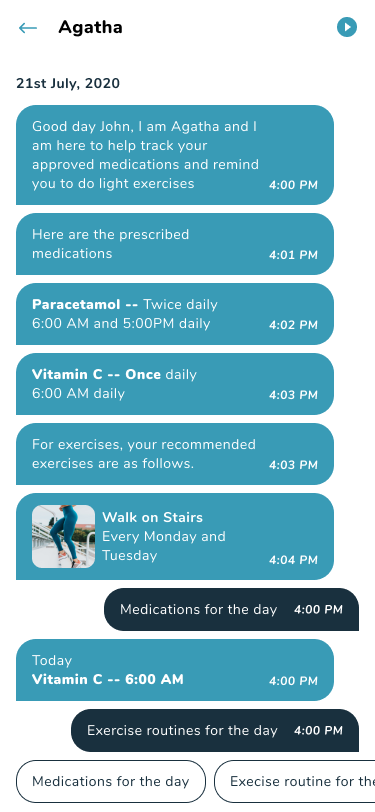 Agatha
21st July, 2020
Good day John, I am Agatha and I
am here to help track your
approved medications and remind
you to do light exercises
4:00 PM
Here are the prescribed
medications
4:01 PM
Paracetamol -- Twice daily
6:00 AM and 5:00PM daily
4:02 PM
Vitamin C -- Once daily
6:00 AM daily
4:03 PM
For exercises, your recommended
exercises are as follows.
4:03 PM
Walk on Stairs
Every Monday and
Tuesday
4:04 PM
Medications for the day 4:00 PM
Today
Vitamin C -- 6:00 AM
4:00 PM
Exercise routines for the day 4:00 PM
Medications for the day
Execise routine for the